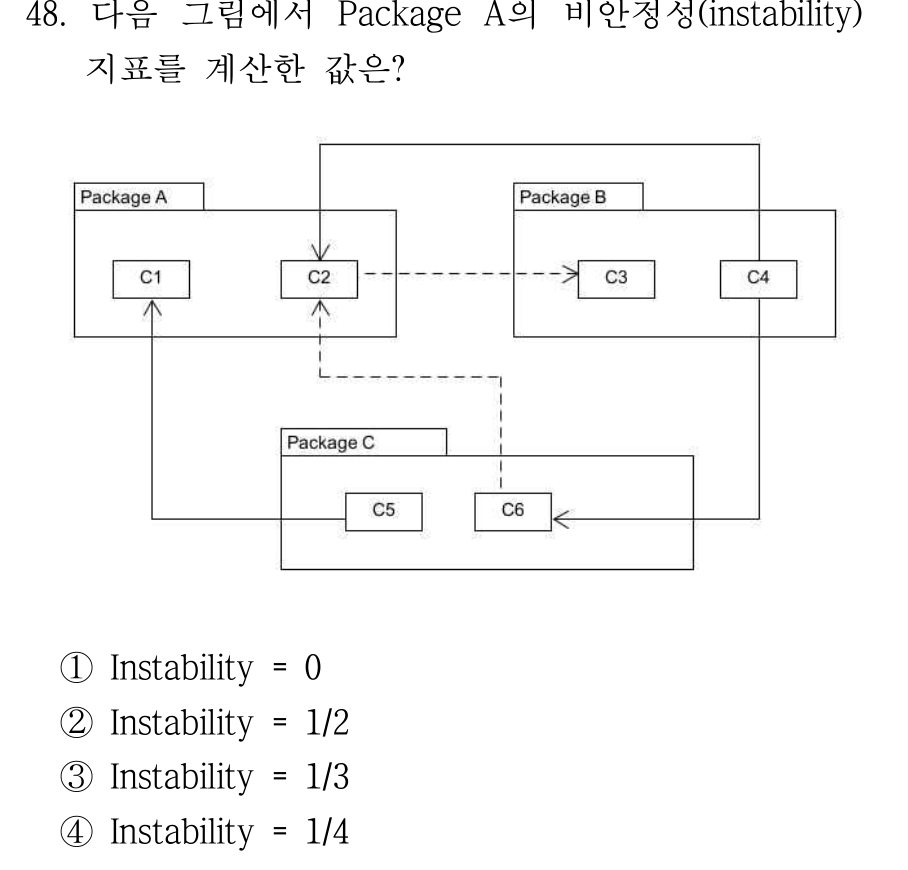 48. 다음 그림에서 Package A의 비안정성(instability)
지표를 계산한 값은?
Package A
Package B
C1
C2
C3
C4
Package C
C5
C6
① Instability = 0
② Instability = 1/2
③ Instability = 1/3
④ Instability = 1/4